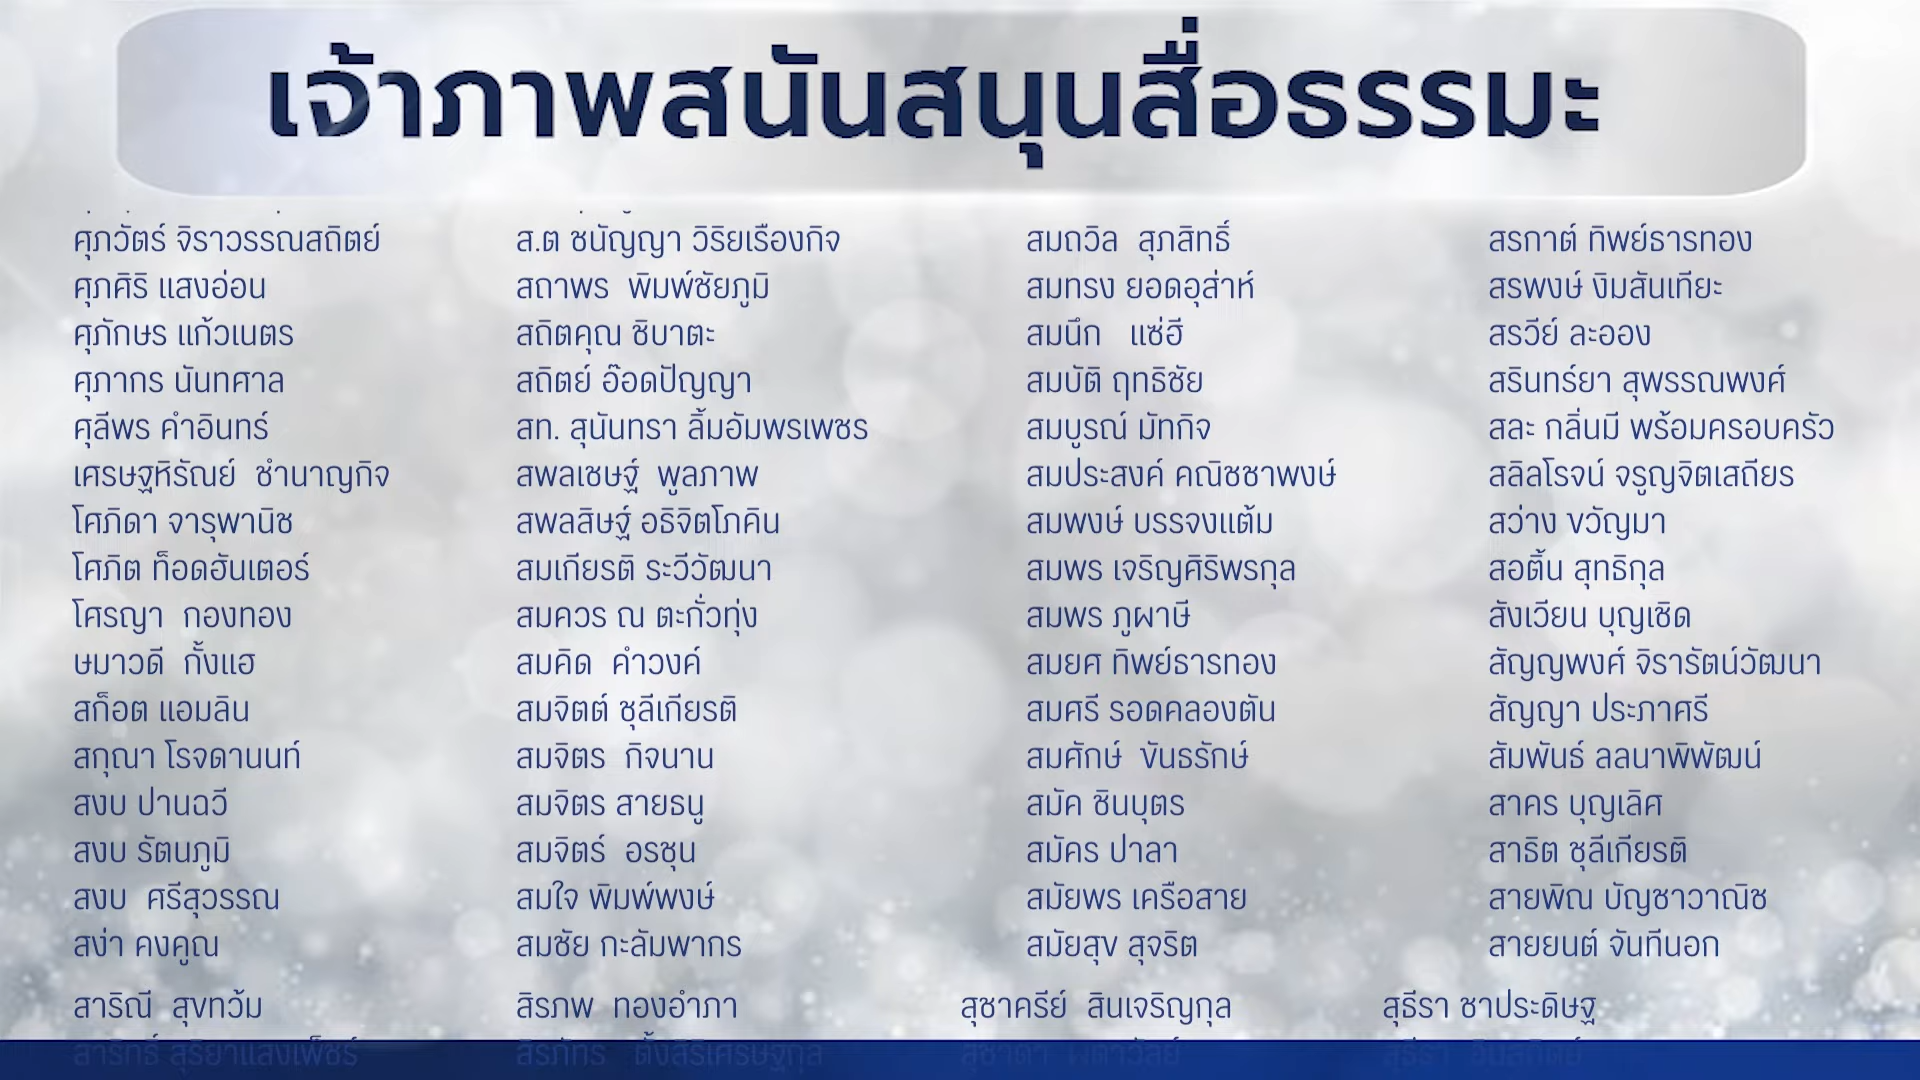 เจ้าภาพสนันสนุนสื่อธรรมะ
ศุภวัตร์ จิราวรรณสถิตย์
ศุภศิริ แสงอ่อน
ศุภักษร แก้วเนตร
ศุภากร นันทศาล
ศุลีพร คำอินทร์
เศรษฐหิรัณย์  ชำนาญกิจ
โศภิดา จารุพานิช
โศภิต ท็อดฮันเตอร์
โศรญา  กองทอง
ษมาวดี  กั้งแฮ
สก็อต แอมลิน
สกุณา โรจดานนท์
สงบ ปานฉวี
สงบ รัตนภูมิ
สงบ  ศรีสุวรรณ
สง่า คงคูณ
ส.ต ชนัญญา วิริยเรืองกิจ
สถาพร  พิมพ์ชัยภูมิ
สถิตคุณ ชิบาตะ
สถิตย์ อ๊อดปัญญา
สท. สุนันทรา ลิ้มอัมพรเพชร
สพลเชษฐ์  พูลภาพ
สพลสิษฐ์ อธิจิตโภคิน
สมเกียรติ ระวีวัฒนา
สมควร ณ ตะกั่วทุ่ง
สมคิด  คำวงค์
สมจิตต์ ชุลีเกียรติ
สมจิตร  กิจนาน
สมจิตร สายธนู
สมจิตร์  อรชุน
สมใจ พิมพ์พงษ์
สมชัย กะลัมพากร
สมถวิล  สุภสิทธิ์
สมทรง ยอดอุส่าห์
สมนึก   แซ่ฮี
สมบัติ ฤทธิชัย
สมบูรณ์ มัทกิจ
สมประสงค์ คณิชชาพงษ์
สมพงษ์ บรรจงแต้ม
สมพร เจริญศิริพรกุล
สมพร ภูผาษี
สมยศ ทิพย์ธารทอง
สมศรี รอดคลองตัน
สมศักษ์  ขันธรักษ์
สมัค ชินบุตร
สมัคร ปาลา
สมัยพร เครือสาย
สมัยสุข สุจริต
สรกาต์ ทิพย์ธารทอง
สรพงษ์ งิมสันเทียะ
สรวีย์ ละออง
สรินทร์ยา สุพรรณพงศ์
สละ กลิ่นมี พร้อมครอบครัว
สลิลโรจน์ จรูญจิตเสถียร
สว่าง ขวัญมา
สอติ้น สุทธิกุล
สังเวียน บุญเชิด
สัญญพงศ์ จิรารัตน์วัฒนา
สัญญา ประภาศรี
สัมพันธ์ ลลนาพิพัฒน์
สาคร บุญเลิศ
สาธิต ชุลีเกียรติ
สายพิณ บัญชาวาณิช
สายยนต์ จันทีนอก
สาริณี  สุขทวัม
สิรภพ  ทองอำภา
สุชาครีย์  สินเจริญกุล
สุธีรา ชาประดิษฐ
สาริทธิ์ สุริยาแสงเพ็ชร์
สิรภัทร   ตั้งสิริเศรษฐกุล